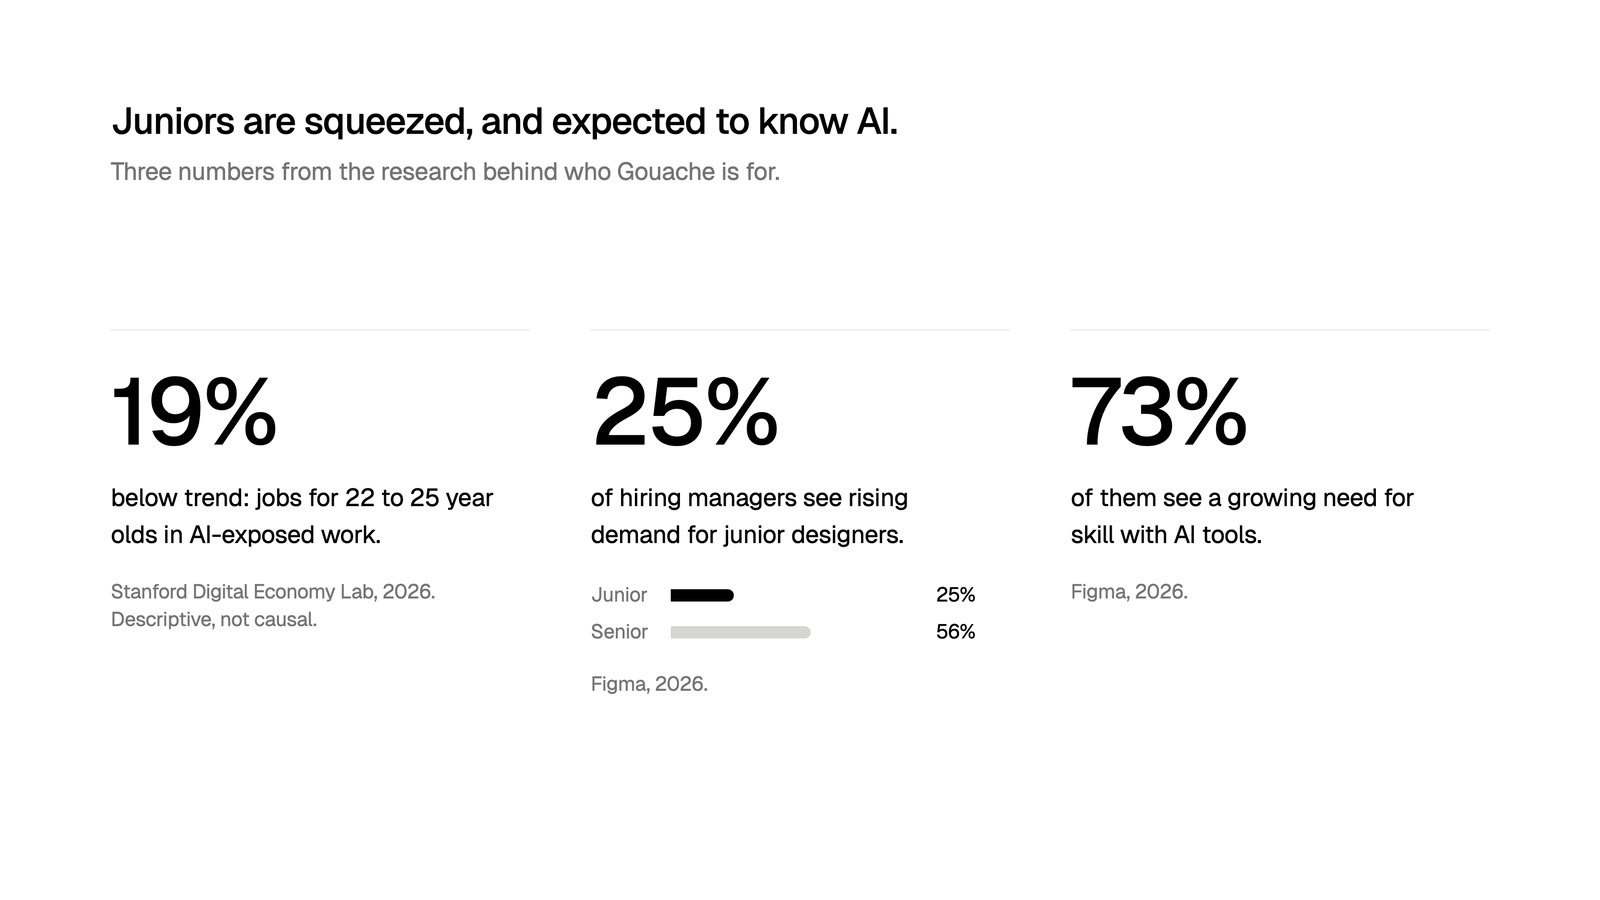 Juniors are squeezed, and expected to know AI.
Three numbers from the research behind who Gouache is for.
19%
below trend: jobs for 22 to 25 year
olds in AI-exposed work.
Stanford Digital Economy Lab, 2026.
Descriptive, not causal.
25%
of hiring managers see rising
demand for junior designers.
Junior 25%
Senior 56%
Figma, 2026.
73%
of them see a growing need for
skill with AI tools.
Figma, 2026.